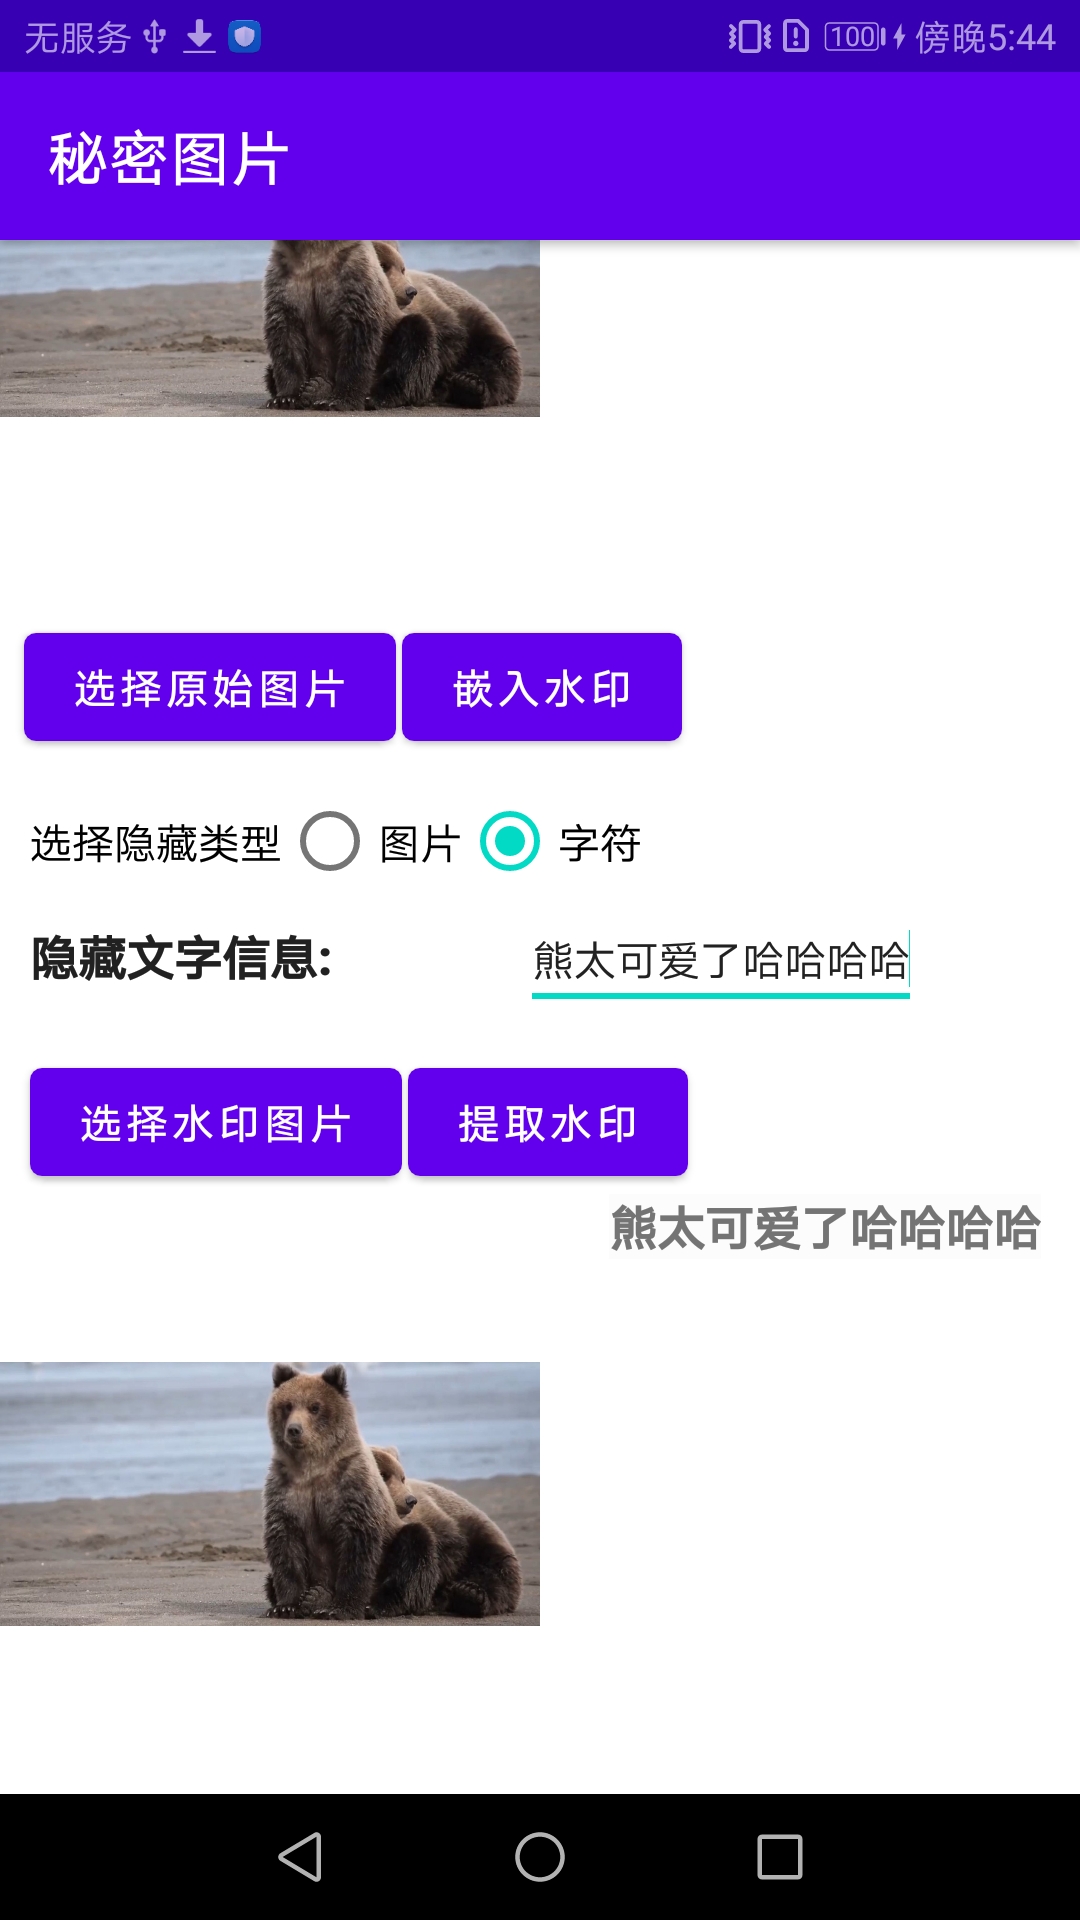 无服务 100 傍晚5:44
秘密图片
选择原始图片 嵌入水印
选择隐藏类型 图片 字符
隐藏文字信息: 熊太可爱了哈哈哈哈
选择水印图片 提取水印
熊太可爱了哈哈哈哈